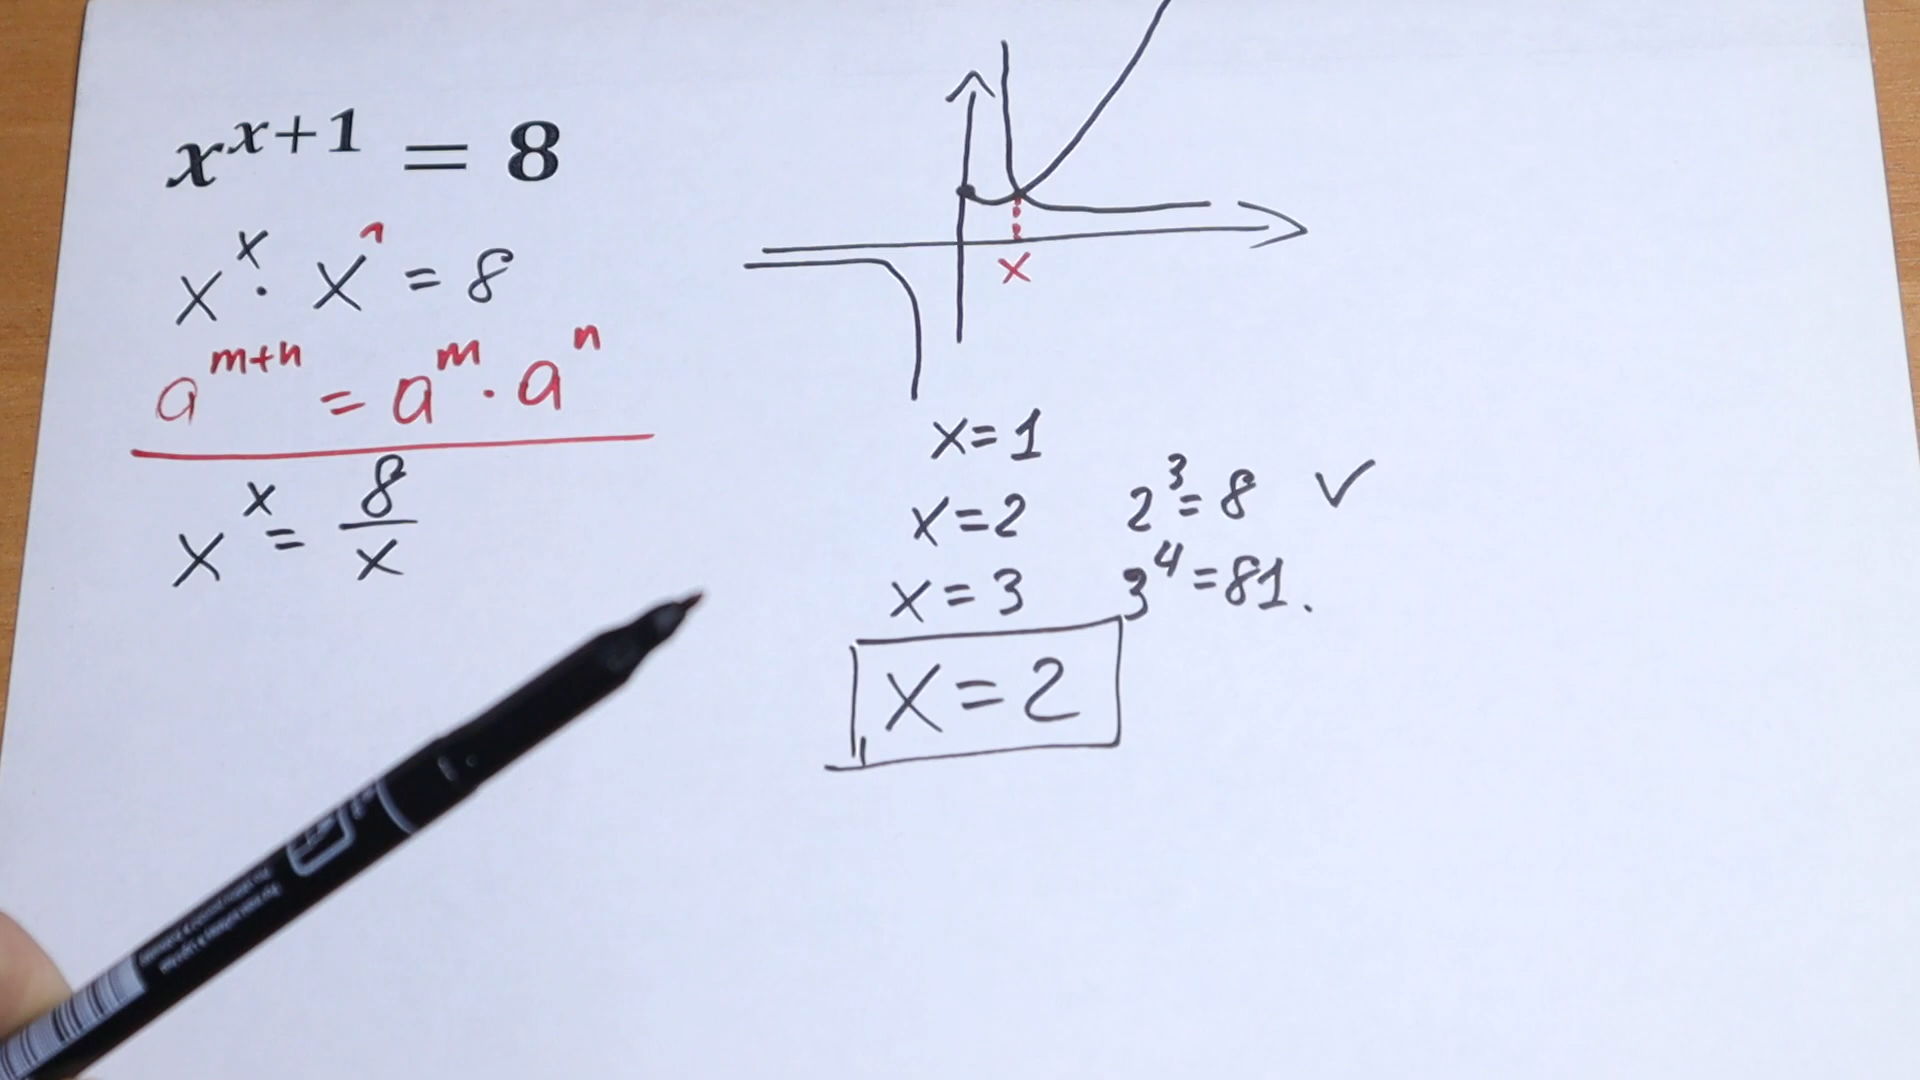 x^{x+1} = 8
x^x · x^1 = 8
a^{m+n} = a^m · a^n
x^x = 8/x
x
x=1
x=2 2^3=8 ✓
x=3 3^4=81.
x=2